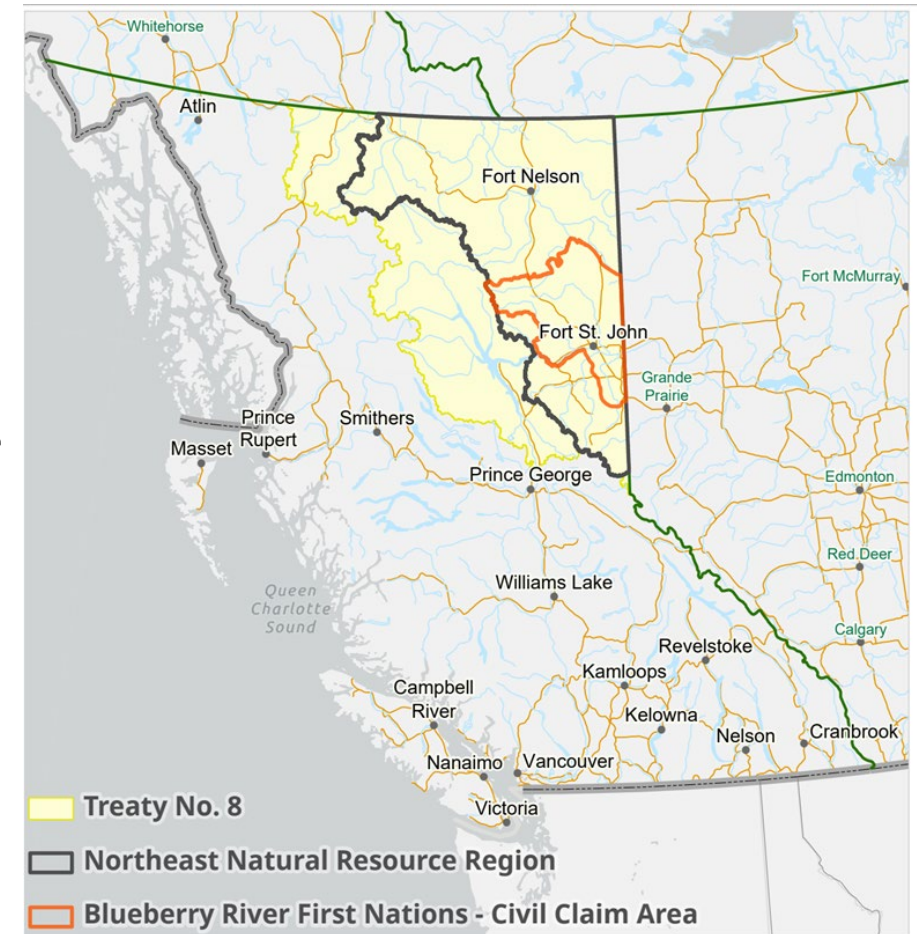 Whitehorse
Atlin
Fort Nelson
Fort McMurray
Fort St. John
Grande
Prairie
Prince
Rupert
Smithers
Masset
Prince George
Edmonton
Red Deer
Williams Lake
Queen
Charlotte
Sound
Calgary
Revelstoke
Kamloops
Campbell
River
Kelowna
Nelson
Cranbrook
Nanaimo
Vancouver
Victoria
Treaty No. 8
Northeast Natural Resource Region
Blueberry River First Nations - Civil Claim Area